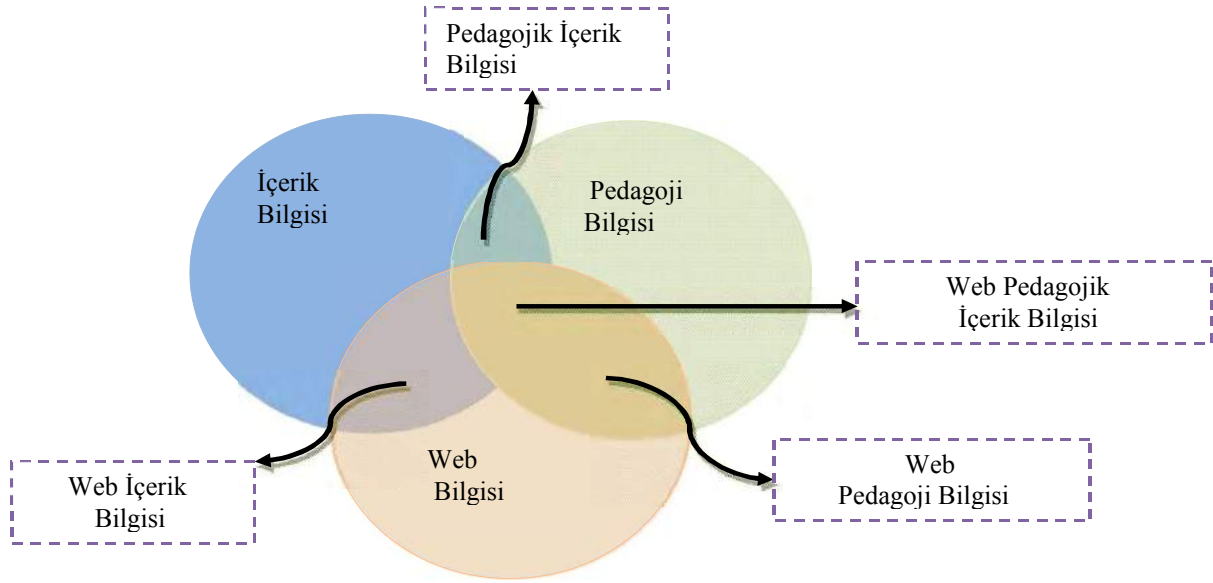 Pedagojik İçerik
Bilgisi
İçerik
Bilgisi
Pedagoji
Bilgisi
Web Pedagojik
İçerik Bilgisi
Web
Bilgisi
Web
Pedagoji Bilgisi
Web İçerik
Bilgisi